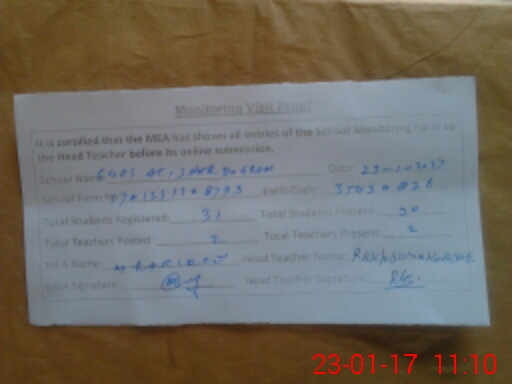 Monitoring Visit Proof
It is certified that the MEA has shown all entries of the School Monitoring Form to
the Head Teacher before its online submission.
School Name: Date: 23-1-2017
School Form No: EMIS Code:
Total Students Registered: 31 Total Students Present: 30
Total Teachers Posted: 2 Total Teachers Present: 2
MEA Name: Head Teacher Name:
MEA Signature: Head Teacher Signature:
23-01-17 11:10